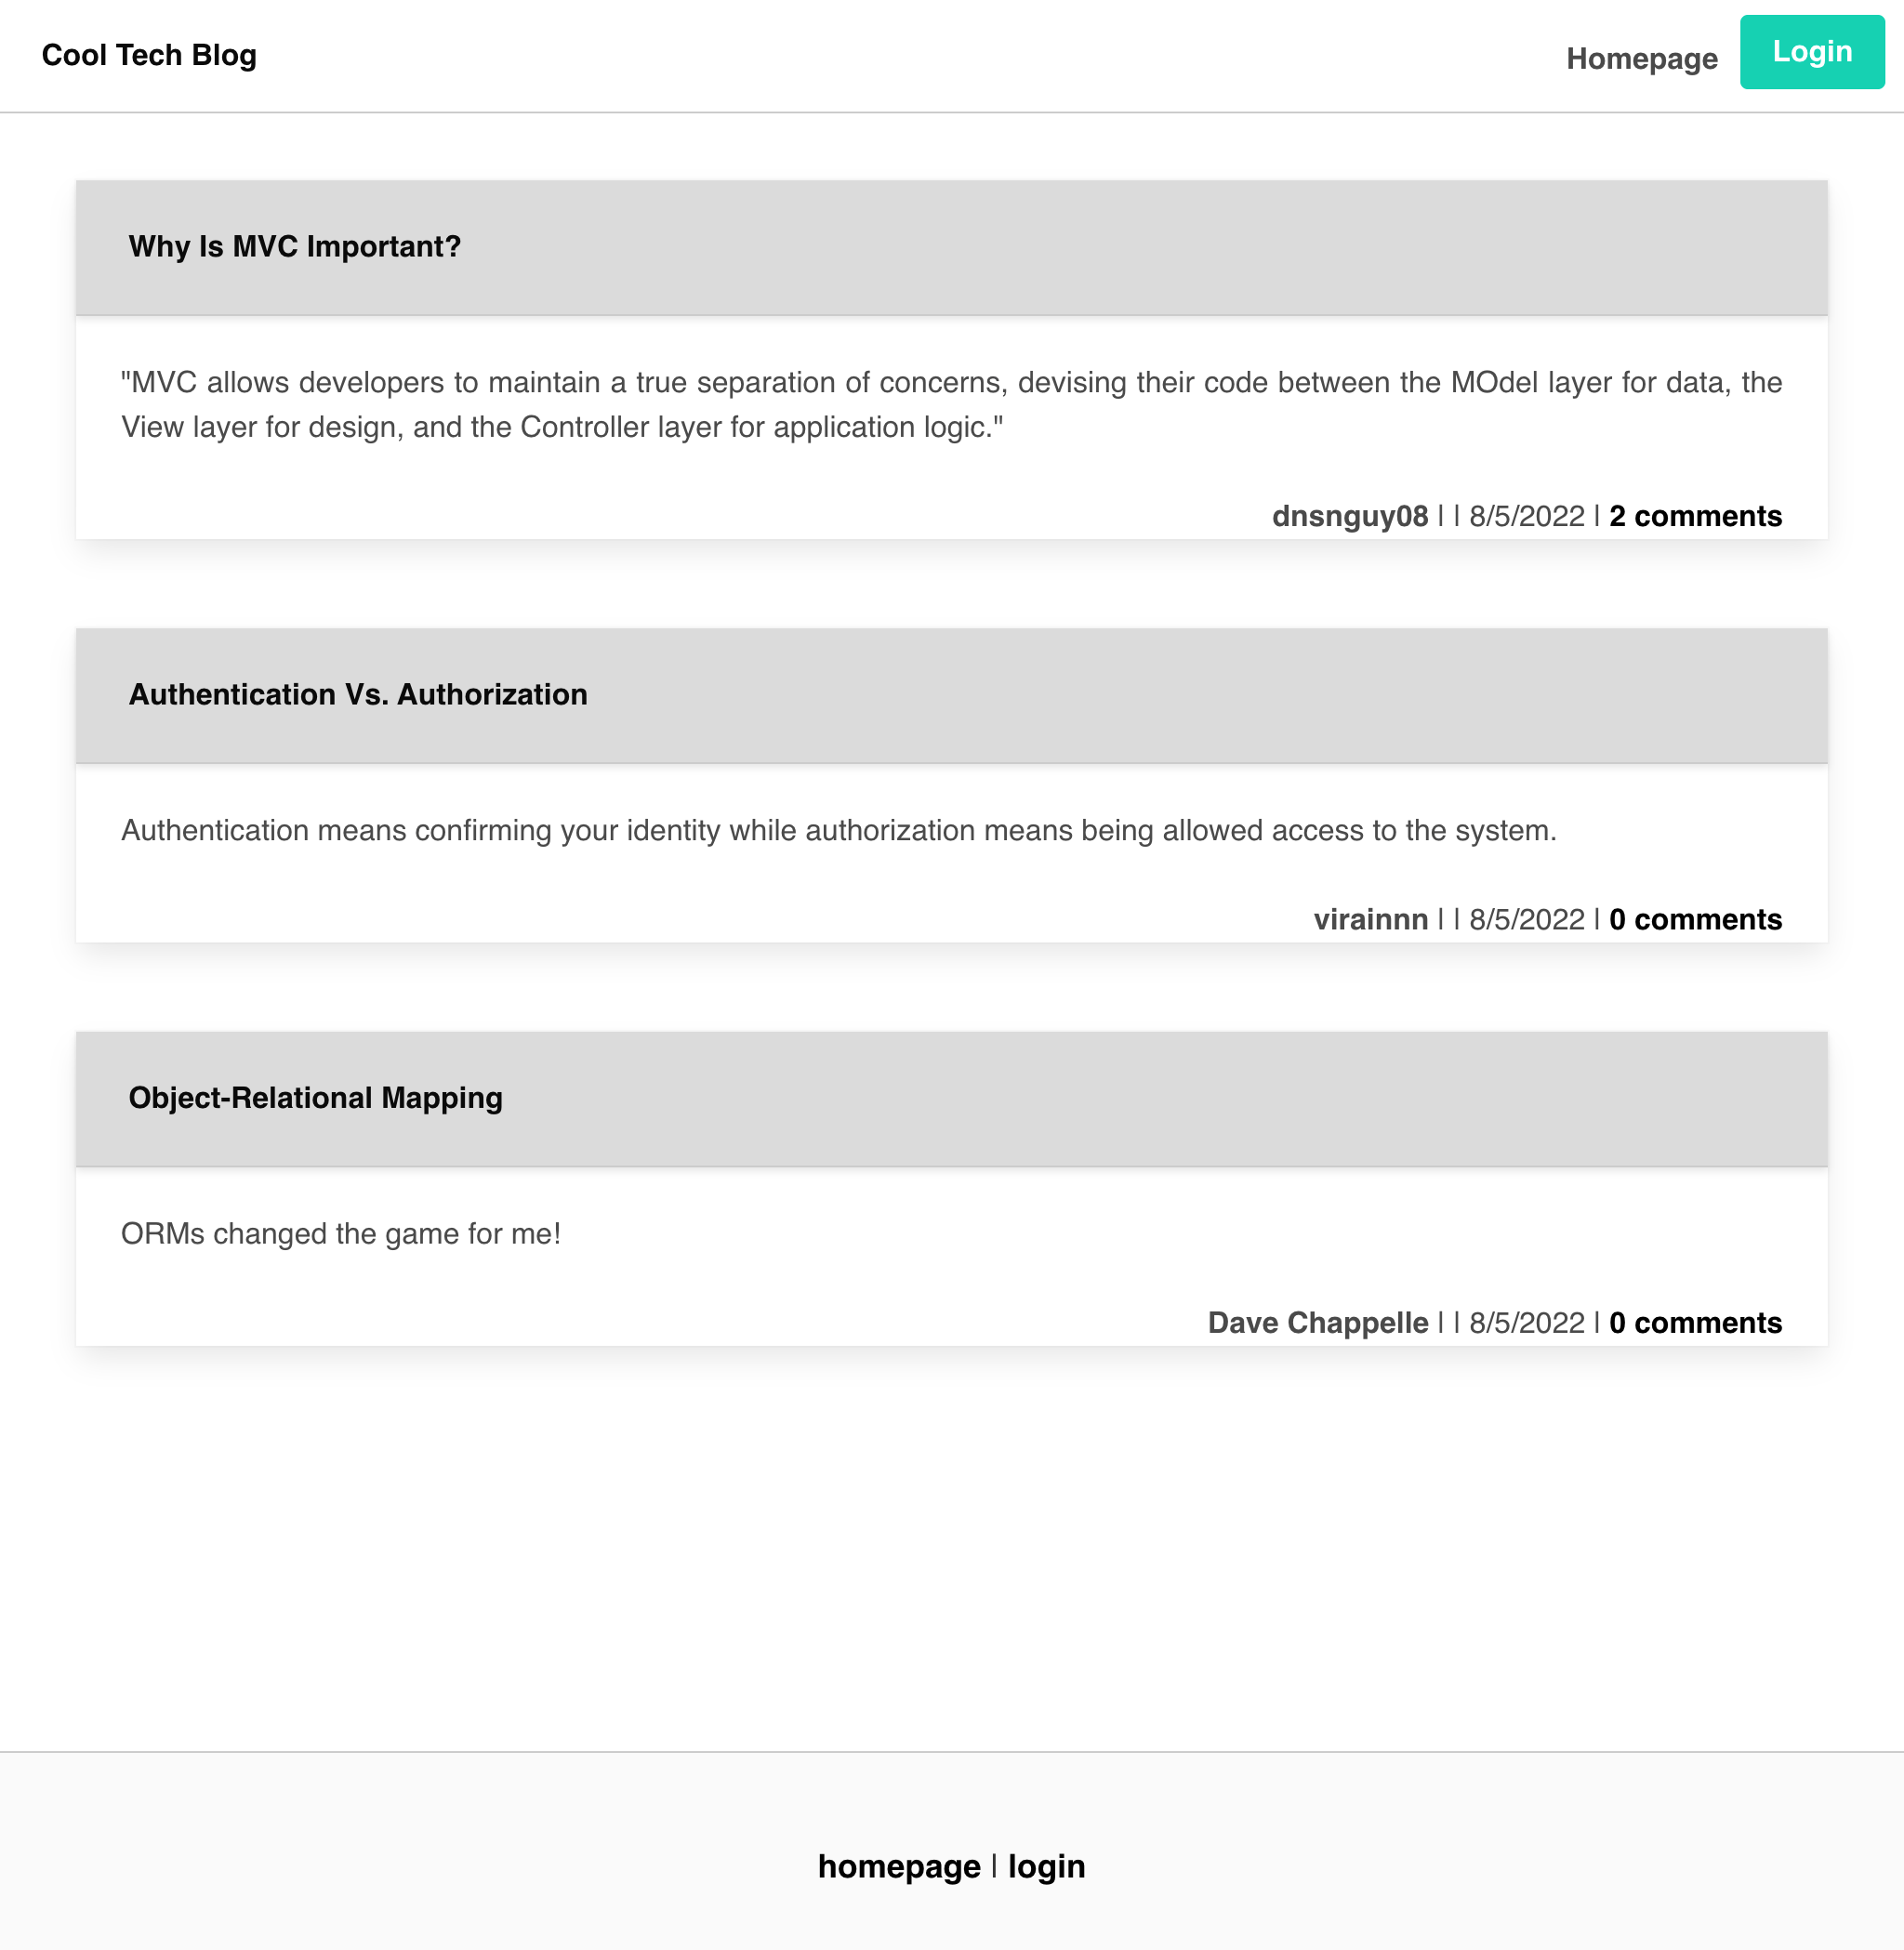 Cool Tech Blog
Homepage
Login
Why Is MVC Important?
"MVC allows developers to maintain a true separation of concerns, devising their code between the MOdel layer for data, the
View layer for design, and the Controller layer for application logic."
dnsnguy08 | | 8/5/2022 | 2 comments
Authentication Vs. Authorization
Authentication means confirming your identity while authorization means being allowed access to the system.
virainnn | | 8/5/2022 | 0 comments
Object-Relational Mapping
ORMs changed the game for me!
Dave Chappelle | | 8/5/2022 | 0 comments
homepage | login